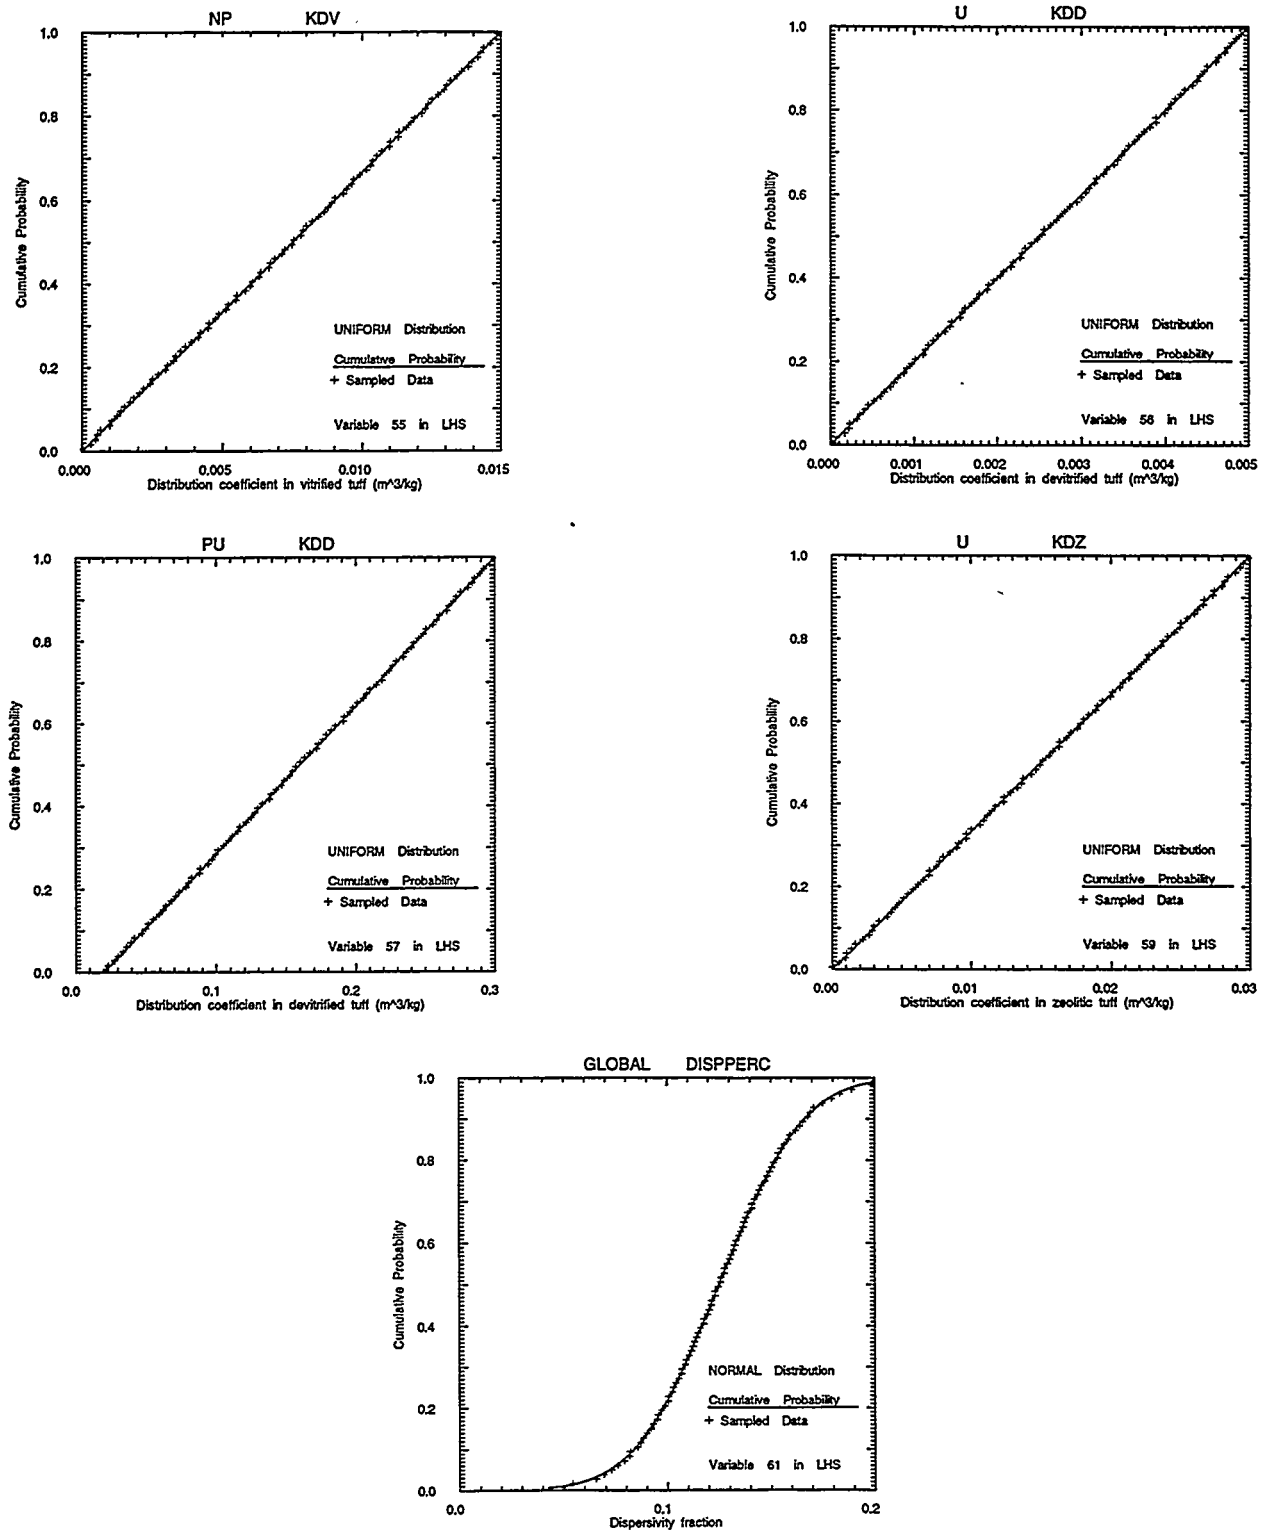 NP KDV
1.0
0.8
0.6
0.4
0.2
0.0
Cumulative Probability
UNIFORM Distribution
Cumulative Probability
+ Sampled Data
Variable 55 in LHS
0.000 0.005 0.010 0.015
Distribution coefficient in vitrified tuff (m^3/kg)
U KDD
1.0
0.8
0.6
0.4
0.2
0.0
Cumulative Probability
UNIFORM Distribution
Cumulative Probability
+ Sampled Data
Variable 56 in LHS
0.000 0.001 0.002 0.003 0.004 0.005
Distribution coefficient in devitrified tuff (m^3/kg)
PU KDD
1.0
0.8
0.6
0.4
0.2
0.0
Cumulative Probability
UNIFORM Distribution
Cumulative Probability
+ Sampled Data
Variable 57 in LHS
0.0 0.1 0.2 0.3
Distribution coefficient in devitrified tuff (m^3/kg)
U KDZ
1.0
0.8
0.6
0.4
0.2
0.0
Cumulative Probability
UNIFORM Distribution
Cumulative Probability
+ Sampled Data
Variable 59 in LHS
0.00 0.01 0.02 0.03
Distribution coefficient in zeolitic tuff (m^3/kg)
GLOBAL DISPPERC
1.0
0.8
0.6
0.4
0.2
0.0
Cumulative Probability
NORMAL Distribution
Cumulative Probability
+ Sampled Data
Variable 61 in LHS
0.0 0.1 0.2
Dispersivity fraction